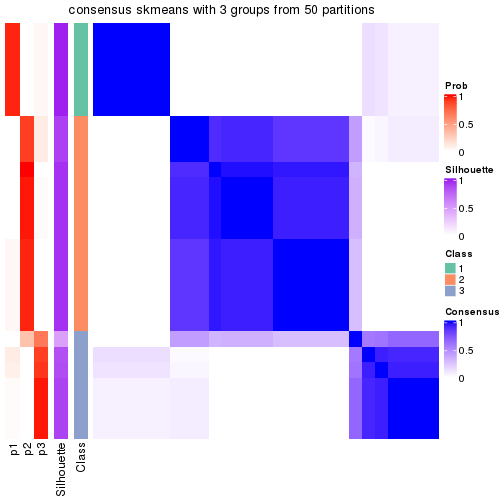 consensus skmeans with 3 groups from 50 partitions
Prob
1
0.5
0
Silhouette
1
0.5
0
Class
1
2
3
Consensus
1
0.5
0
p1
p2
p3
Silhouette
Class